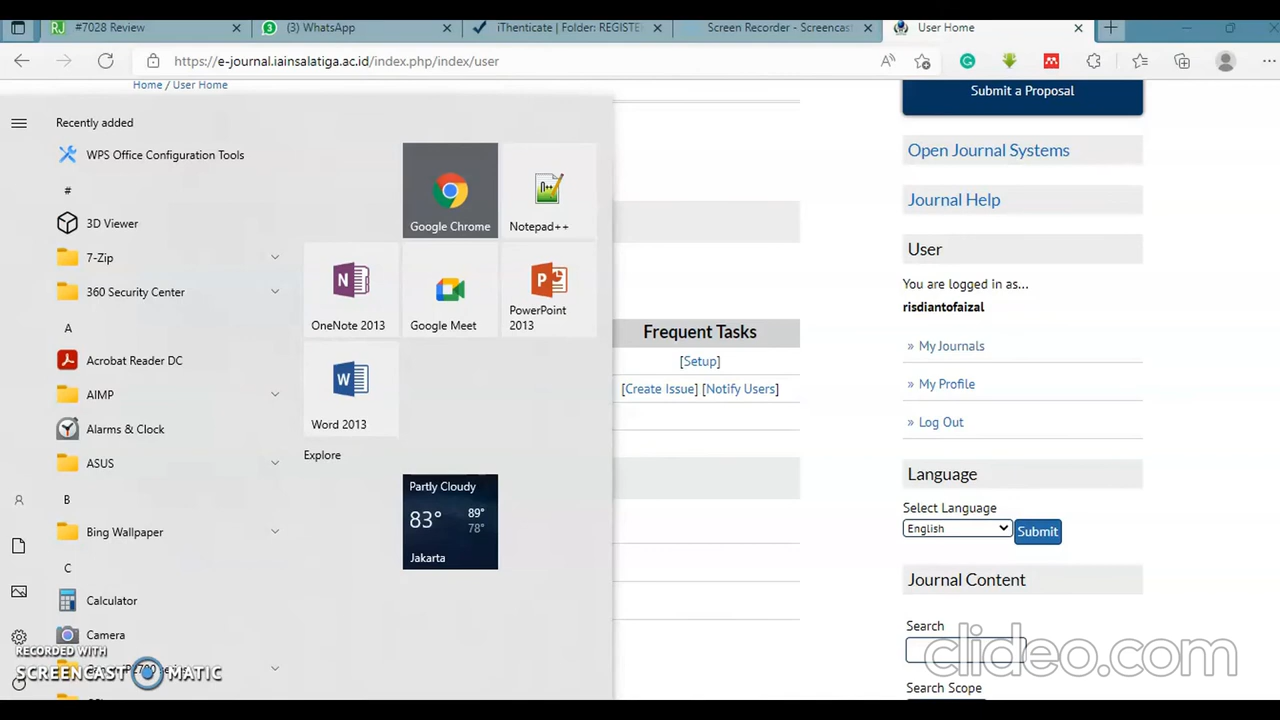 #7028 Review
(3) WhatsApp
iThenticate | Folder: REGISTE
Screen Recorder - Screencast
User Home
https://e-journal.iainsalatiga.ac.id/index.php/index/user
Home / User Home
Recently added
WPS Office Configuration Tools
#
3D Viewer
7-Zip
360 Security Center
A
Acrobat Reader DC
AIMP
Alarms & Clock
ASUS
B
Bing Wallpaper
C
Calculator
Camera
Google Chrome
Notepad++
OneNote 2013
Google Meet
PowerPoint
2013
Word 2013
Explore
Partly Cloudy
83°
89°
78°
Jakarta
Frequent Tasks
[Setup]
[Create Issue] [Notify Users]
Submit a Proposal
Open Journal Systems
Journal Help
User
You are logged in as...
risdiantofaizal
» My Journals
» My Profile
» Log Out
Language
Select Language
English
Submit
Journal Content
Search
Search Scope
RECORDED WITH
SCREENCAST MATIC
clideo.com